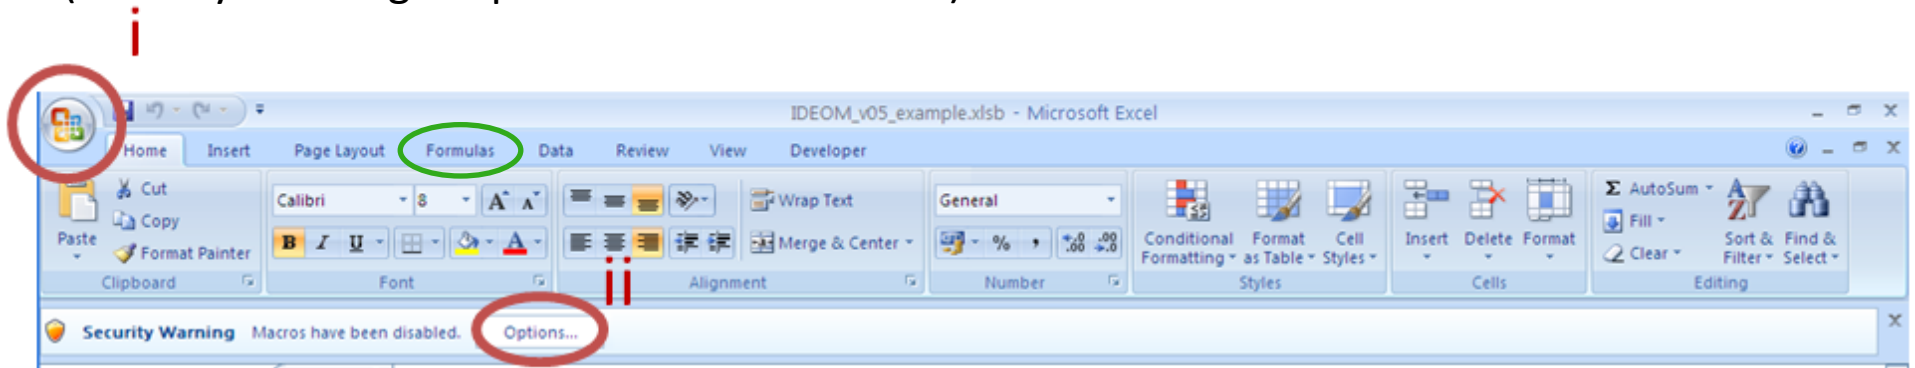 i
IDEOM_v05_example.xlsb - Microsoft Excel
Home Insert Page Layout Formulas Data Review View Developer
Cut
Calibri 8 A A Wrap Text General Σ AutoSum
Copy Fill
Paste Format Painter B I U A Merge & Center % , .00 .00 Conditional Formatting Format as Table Cell Styles Insert Delete Format Clear Sort & Filter Find & Select
Clipboard Font Alignment Number Styles Cells Editing
ii
Security Warning Macros have been disabled. Options...